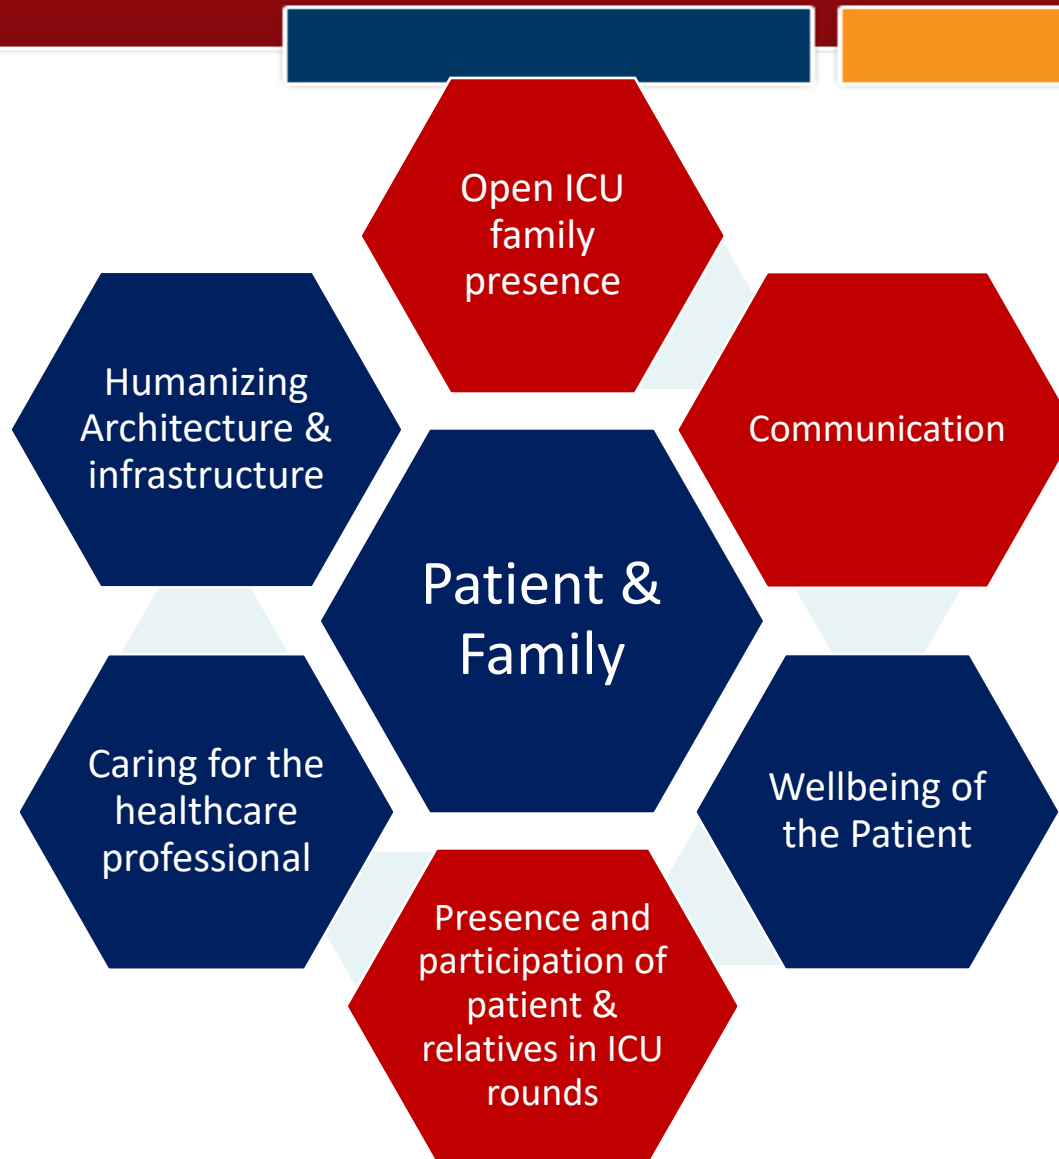 Open ICU
family
presence
Humanizing
Architecture &
infrastructure
Communication
Patient &
Family
Caring for the
healthcare
professional
Wellbeing of
the Patient
Presence and
participation of
patient &
relatives in ICU
rounds